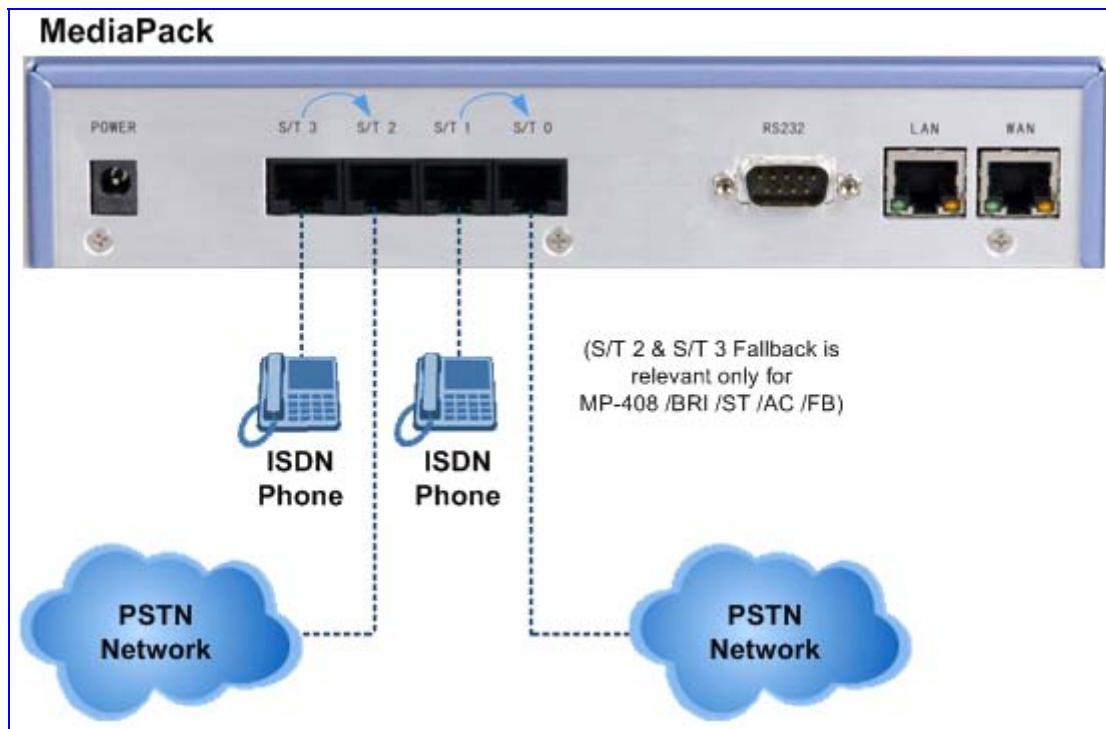 MediaPack
POWER
S/T 3 S/T 2 S/T 1 S/T 0
RS232
LAN
WAN
(S/T 2 & S/T 3 Fallback is
relevant only for
MP-408 /BRI /ST /AC /FB)
ISDN
Phone
ISDN
Phone
PSTN
Network
PSTN
Network